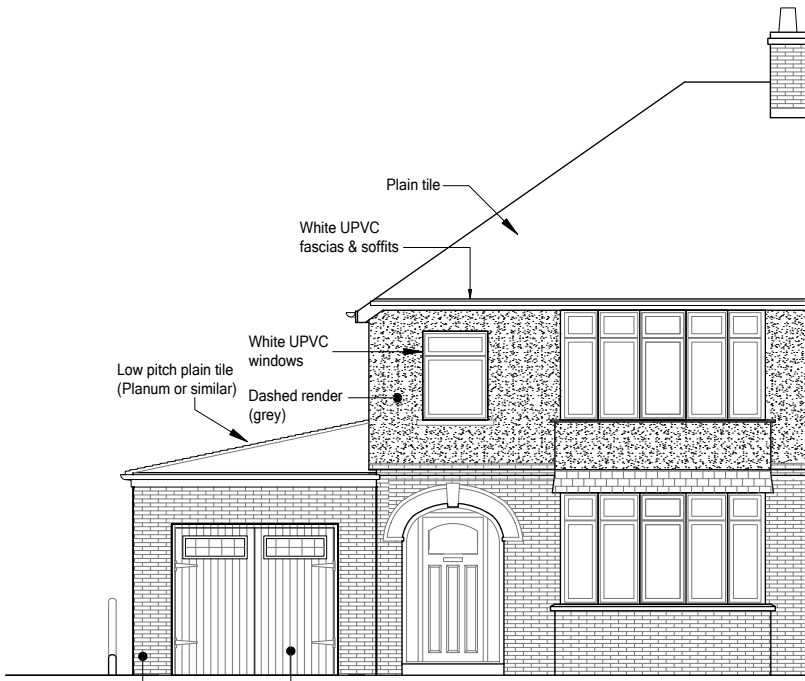 Plain tile
White UPVC
fascias & soffits
White UPVC
windows
Low pitch plain tile
(Planum or similar)
Dashed render
(grey)